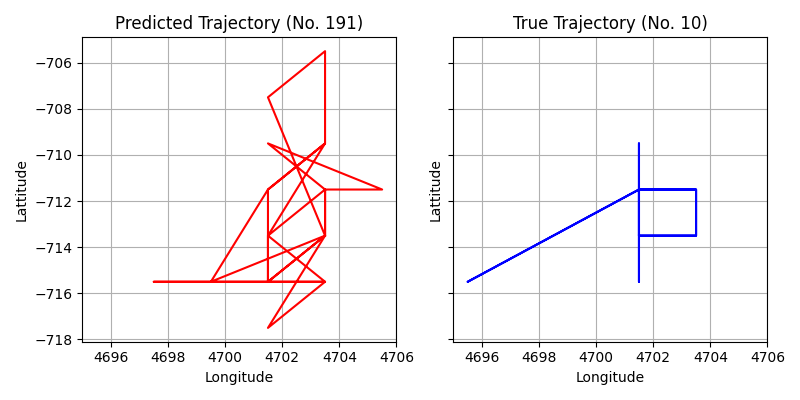 Predicted Trajectory (No. 191)
True Trajectory (No. 10)
−706
−708
−710
−712
−714
−716
−718
Lattitude
Lattitude
4696 4698 4700 4702 4704 4706
4696 4698 4700 4702 4704 4706
Longitude
Longitude